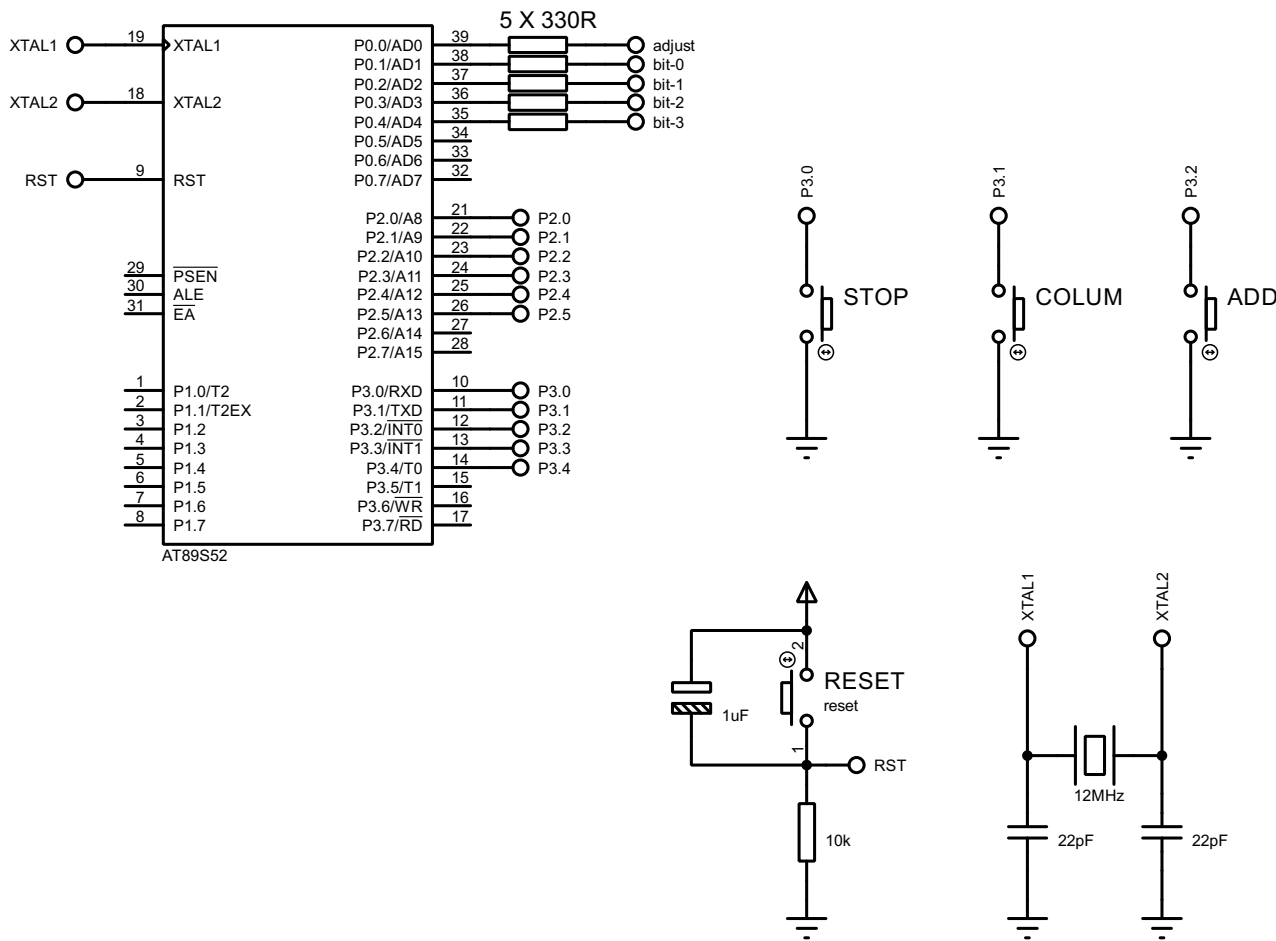 5 X 330R
XTAL1 19 XTAL1 P0.0/AD0 39 adjust
P0.1/AD1 38 bit-0
P0.2/AD2 37 bit-1
XTAL2 18 XTAL2 P0.3/AD3 36 bit-2
P0.4/AD4 35 bit-3
P0.5/AD5 34
P0.6/AD6 33
RST 9 RST P0.7/AD7 32
P2.0/A8 21 P2.0
P2.1/A9 22 P2.1
P2.2/A10 23 P2.2
29 PSEN P2.3/A11 24 P2.3
30 ALE P2.4/A12 25 P2.4
31 EA P2.5/A13 26 P2.5
P2.6/A14 27
P2.7/A15 28
1 P1.0/T2 P3.0/RXD 10 P3.0
2 P1.1/T2EX P3.1/TXD 11 P3.1
3 P1.2 P3.2/INT0 12 P3.2
4 P1.3 P3.3/INT1 13 P3.3
5 P1.4 P3.4/T0 14 P3.4
6 P1.5 P3.5/T1 15
7 P1.6 P3.6/WR 16
8 P1.7 P3.7/RD 17
AT89S52
P3.0 P3.1 P3.2
STOP COLUM ADD
XTAL1 XTAL2
2
RESET
reset
1uF
1
RST
12MHz
10k
22pF 22pF